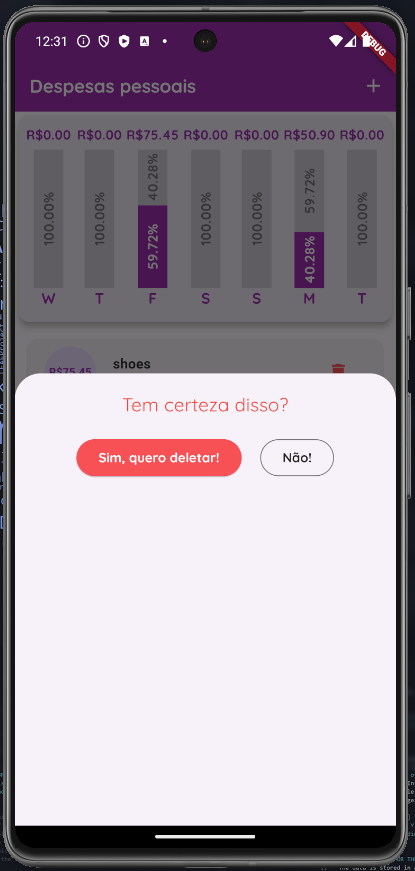 12:31
DEBUG
Despesas pessoais
R$0.00 R$0.00 R$75.45 R$0.00 R$0.00 R$50.90 R$0.00
100.00% 100.00% 40.28% 100.00% 100.00% 59.72% 100.00%
59.72% 40.28%
W T F S S M T
shoes
R$75.45
Tem certeza disso?
Sim, quero deletar! Não!